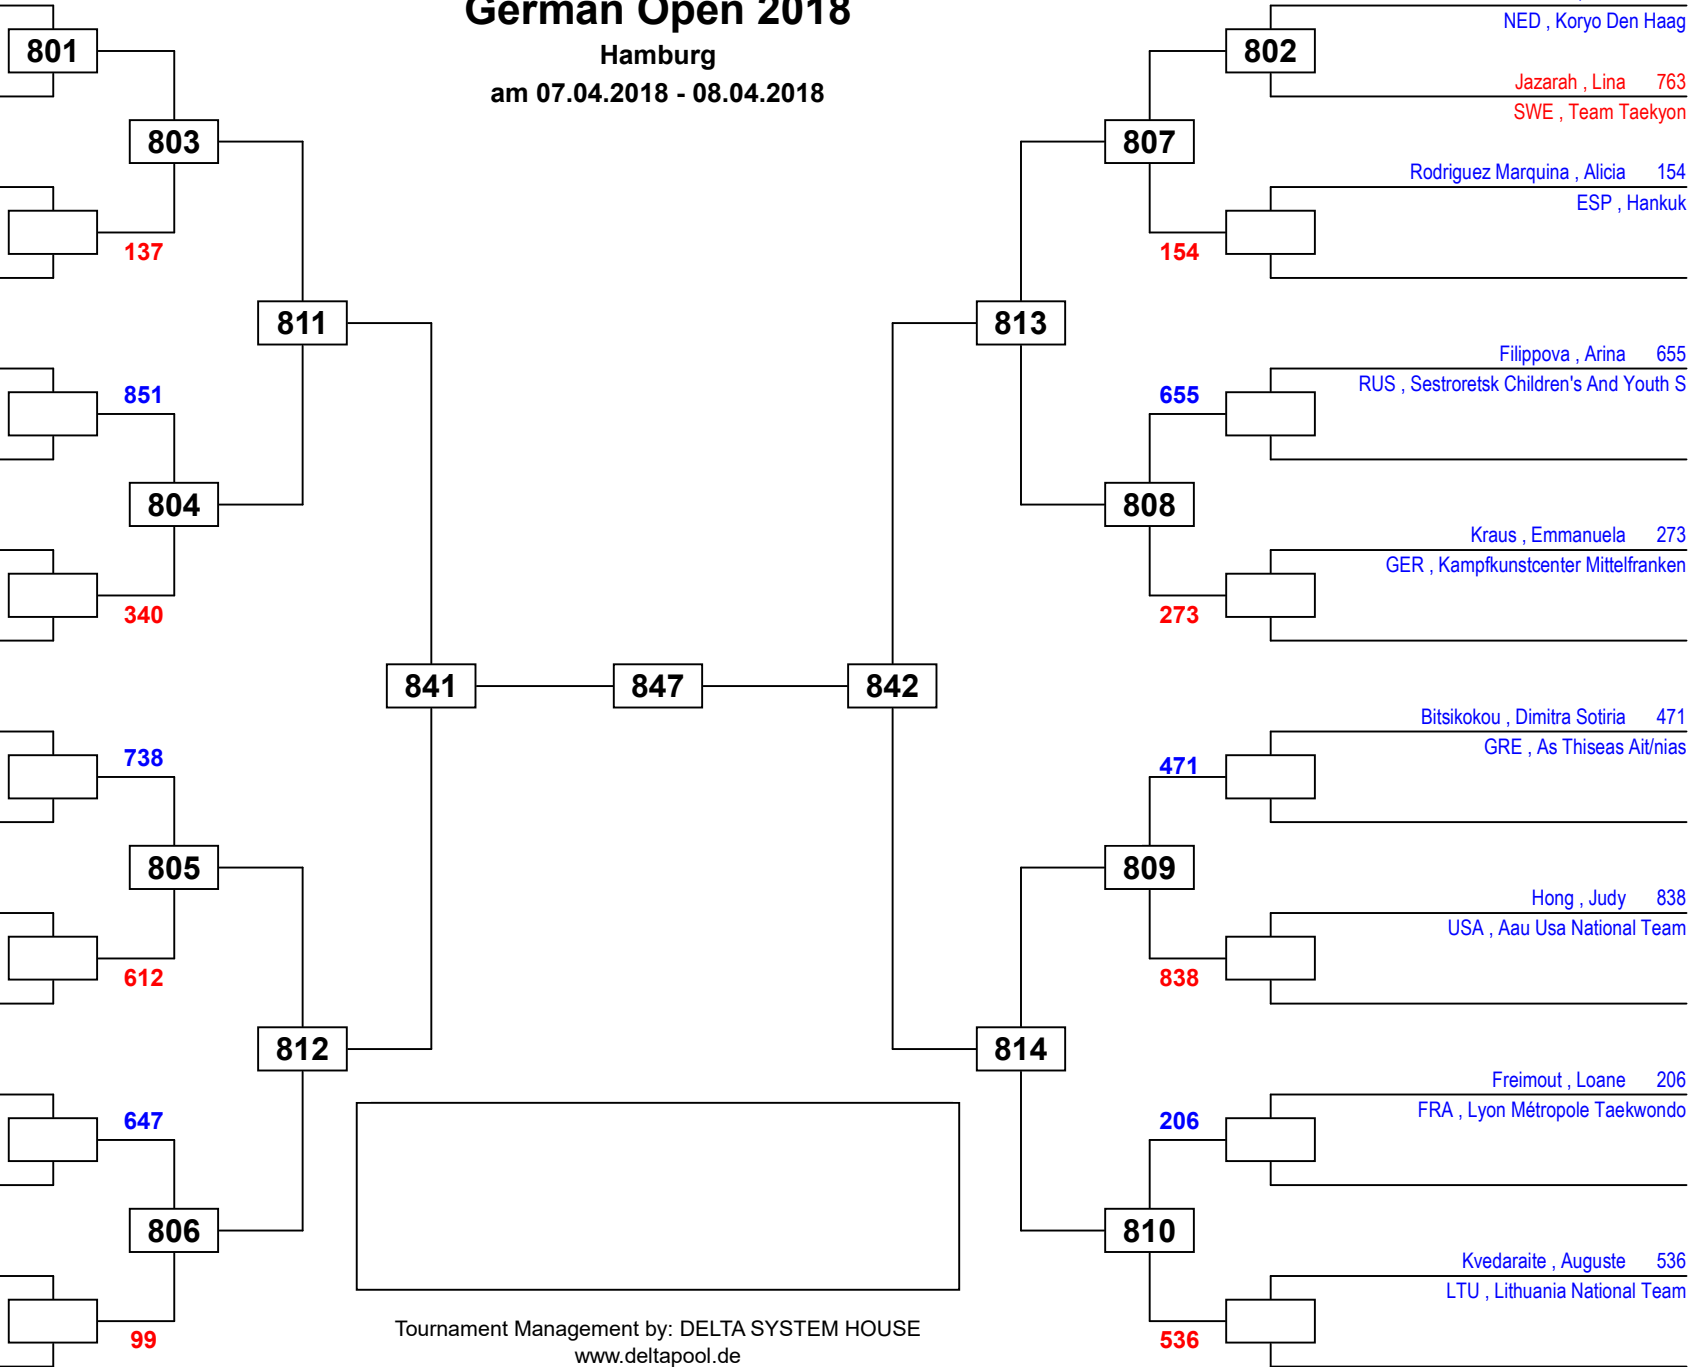 German Open 2018
Hamburg
am 07.04.2018 - 08.04.2018
801
803
137
811
851
804
340
841
847
842
738
805
612
812
647
806
99
NED , Koryo Den Haag
802
Jazarah , Lina 763
SWE , Team Taekyon
807
Rodriguez Marquina , Alicia 154
ESP , Hankuk
154
813
Filippova , Arina 655
RUS , Sestroretsk Children's And Youth S
655
808
Kraus , Emmanuela 273
GER , Kampfkunstcenter Mittelfranken
273
Bitsikokou , Dimitra Sotiria 471
GRE , As Thiseas Ait/nias
471
809
Hong , Judy 838
USA , Aau Usa National Team
838
814
Freimout , Loane 206
FRA , Lyon Métropole Taekwondo
206
810
Kvedaraite , Auguste 536
LTU , Lithuania National Team
536
Tournament Management by: DELTA SYSTEM HOUSE
www.deltapool.de